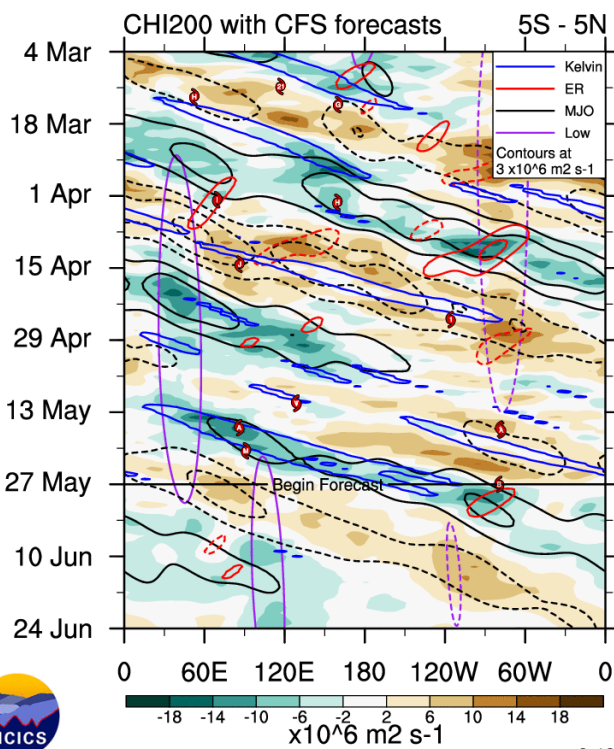 CHI200 with CFS forecasts 5S - 5N
4 Mar
18 Mar
1 Apr
15 Apr
29 Apr
13 May
27 May
10 Jun
24 Jun
Kelvin
ER
MJO
Low
Contours at
3 x10^6 m2 s-1
H
21
G
I
H
1
V
A
A
M
B
Begin Forecast
0 60E 120E 180 120W 60W 0
-18 -14 -10 -6 -2 2 6 10 14 18
x10^6 m2 s-1
NCICS